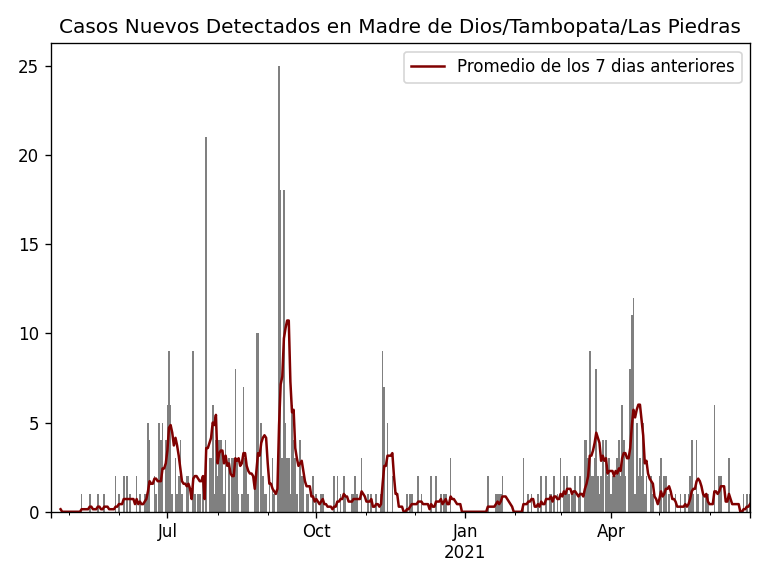 Casos Nuevos Detectados en Madre de Dios/Tambopata/Las Piedras
Promedio de los 7 dias anteriores
25
20
15
10
5
0
Jul
Oct
Jan
2021
Apr